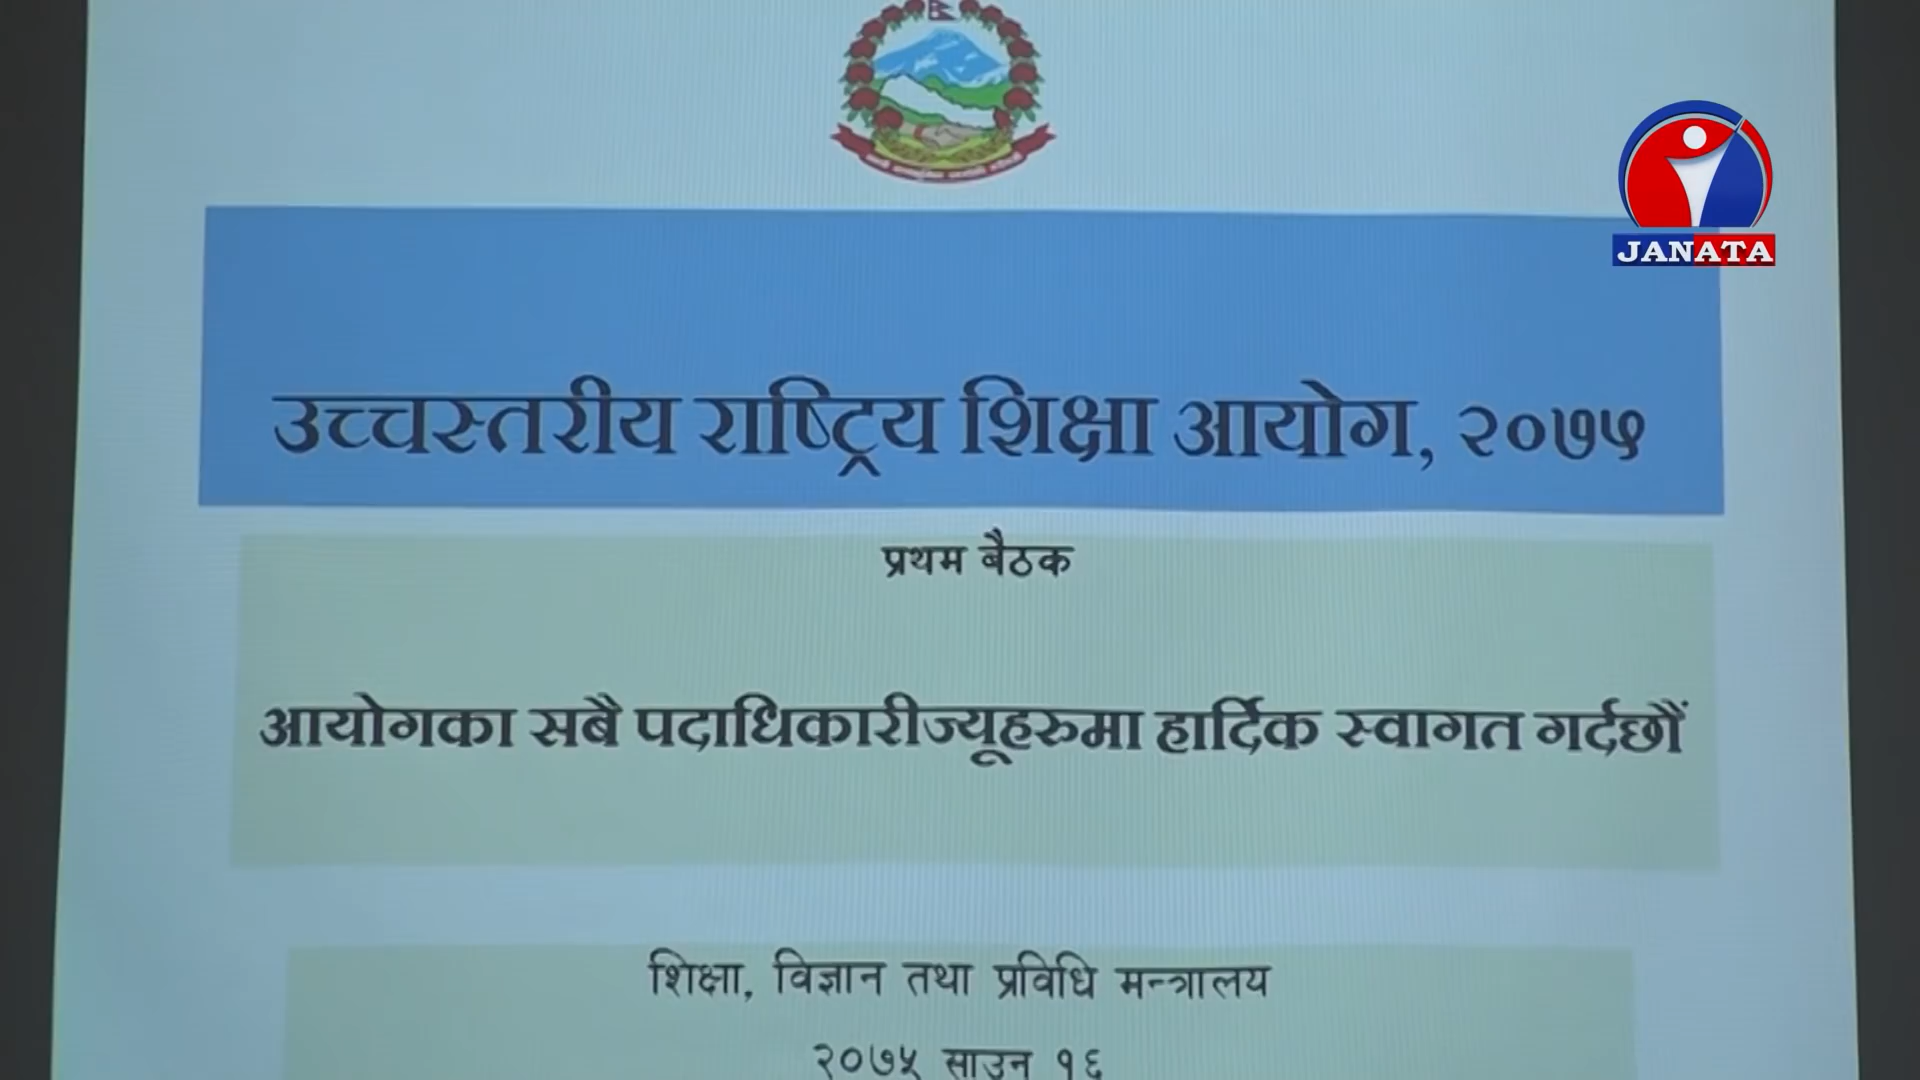 JANATA
उच्चस्तरीय राष्ट्रिय शिक्षा आयोग, २०७५
प्रथम बैठक
आयोगका सबै पदाधिकारीज्यूहरुमा हार्दिक स्वागत गर्दछौं
शिक्षा, विज्ञान तथा प्रविधि मन्त्रालय
२०७५ साउन १६